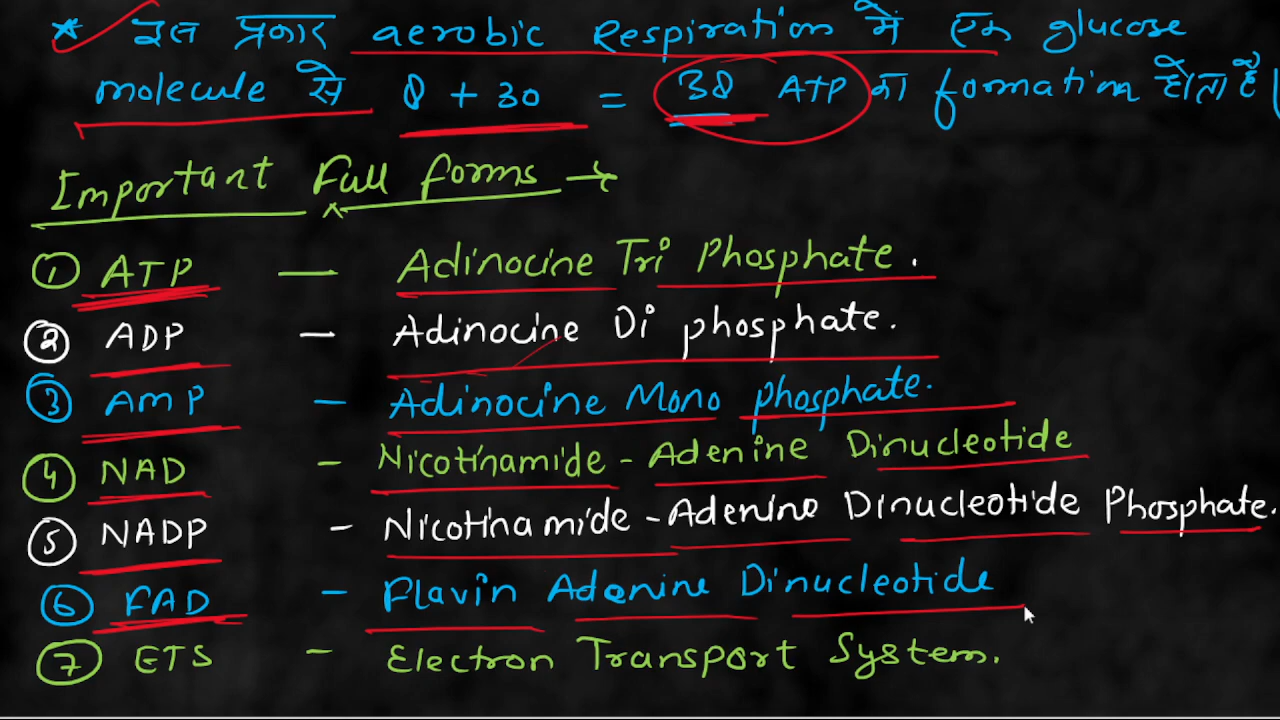 * इस प्रकार aerobic Respiration में एक glucose
molecule से 8 + 30 = 38 ATP का formation होता है|
Important Full forms →
① ATP — Adinocine Tri Phosphate.
② ADP — Adinocine Di phosphate.
③ AMP - Adinocine Mono phosphate.
④ NAD - Nicotinamide - Adenine Dinucleotide
⑤ NADP - Nicotinamide - Adenine Dinucleotide Phosphate.
⑥ FAD - Flavin Adenine Dinucleotide
⑦ ETS - Electron Transport System.